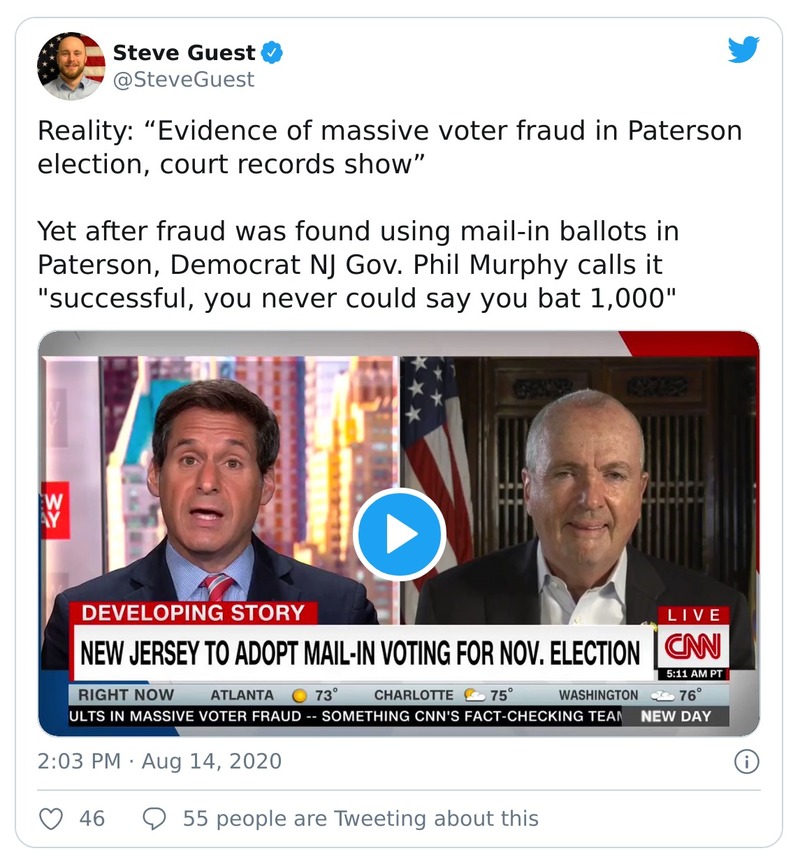 Steve Guest
@SteveGuest
Reality: “Evidence of massive voter fraud in Paterson
election, court records show”
Yet after fraud was found using mail-in ballots in
Paterson, Democrat NJ Gov. Phil Murphy calls it
"successful, you never could say you bat 1,000"
W
AY
DEVELOPING STORY
LIVE
NEW JERSEY TO ADOPT MAIL-IN VOTING FOR NOV. ELECTION
CNN
5:11 AM PT
RIGHT NOW ATLANTA 73° CHARLOTTE 75° WASHINGTON 76°
ULTS IN MASSIVE VOTER FRAUD -- SOMETHING CNN'S FACT-CHECKING TEAM NEW DAY
2:03 PM · Aug 14, 2020
46 55 people are Tweeting about this